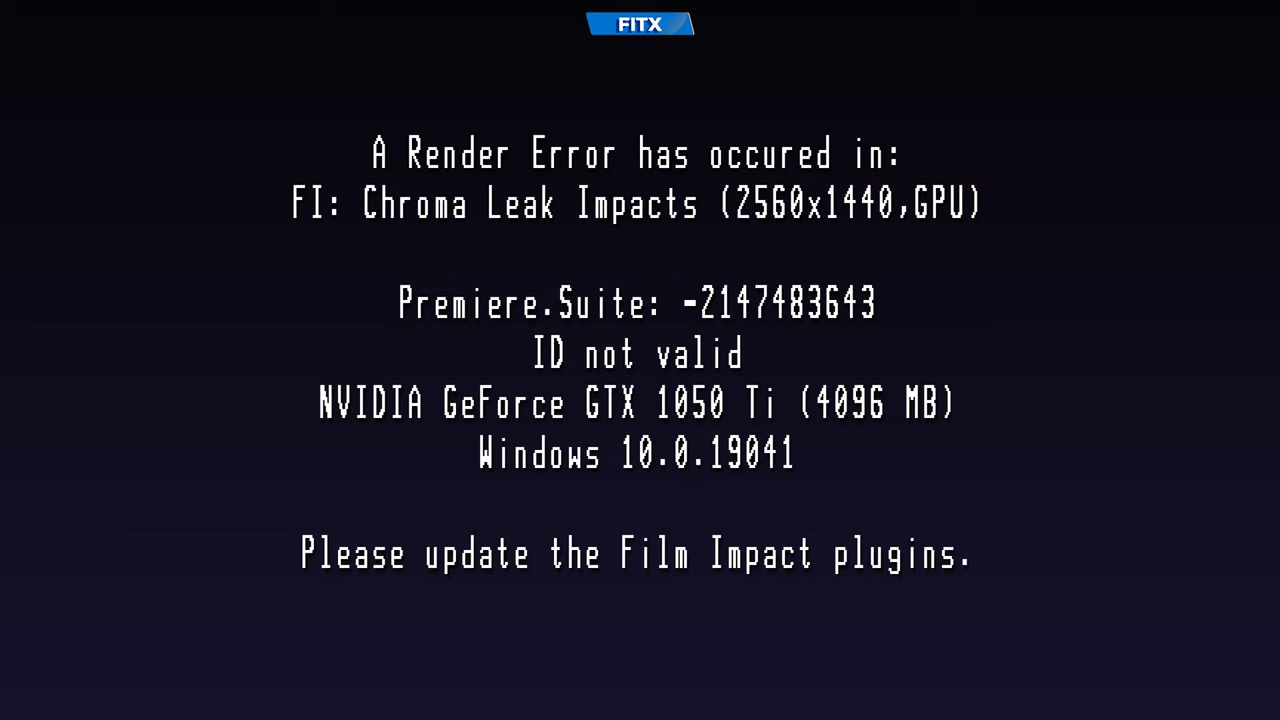 FITX
A Render Error has occured in:
FI: Chroma Leak Impacts (2560x1440,GPU)
Premiere.Suite: -2147483643
ID not valid
NVIDIA GeForce GTX 1050 Ti (4096 MB)
Windows 10.0.19041
Please update the Film Impact plugins.